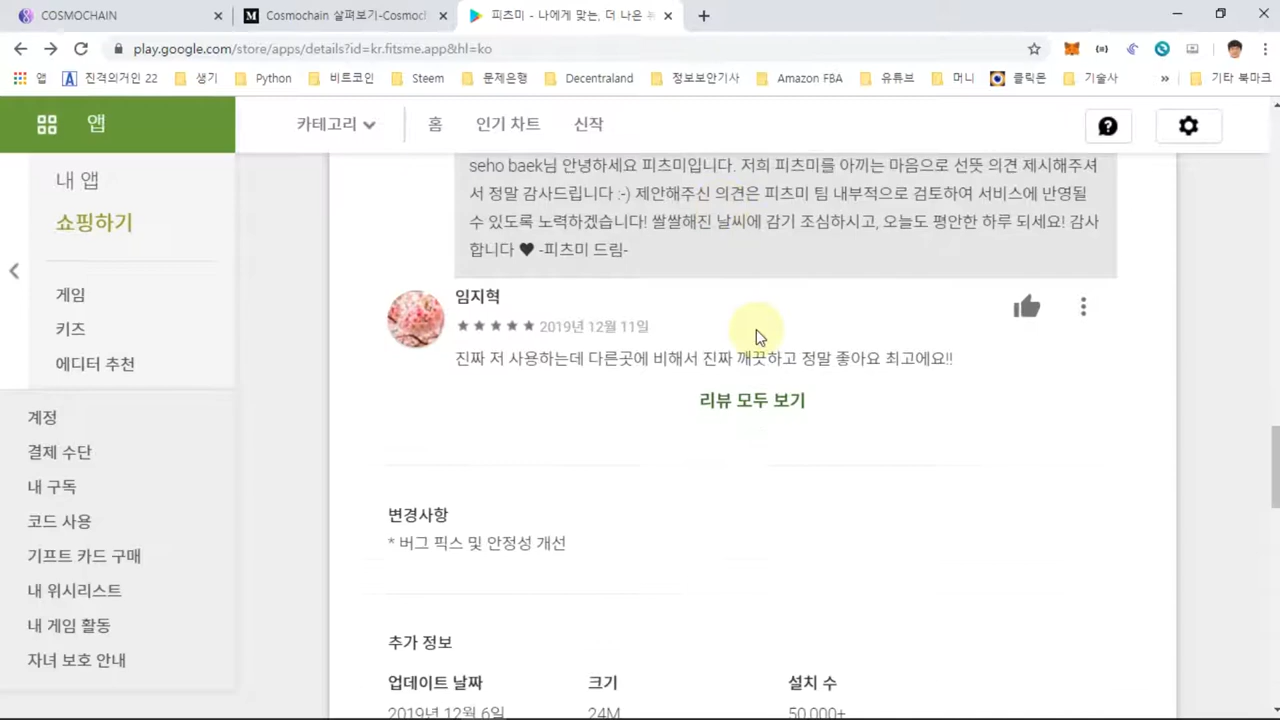 COSMOCHAIN
Cosmochain 살펴보기-Cosmoc
피츠미 - 나에게 맞는, 더 나은 뉴
play.google.com/store/apps/details?id=kr.fitsme.app&hl=ko
앱
진격의거인 22
생기
Python
비트코인
Steem
문제은행
Decentraland
정보보안기사
Amazon FBA
유튜브
머니
클릭몬
기술사
»
기타 북마크
앱
카테고리
홈
인기 차트
신작
내 앱
쇼핑하기
게임
키즈
에디터 추천
계정
결제 수단
내 구독
코드 사용
기프트 카드 구매
내 위시리스트
내 게임 활동
자녀 보호 안내
seho baek님 안녕하세요 피츠미입니다. 저희 피츠미를 아끼는 마음으로 선뜻 의견 제시해주셔
서 정말 감사드립니다 :-) 제안해주신 의견은 피츠미 팀 내부적으로 검토하여 서비스에 반영될
수 있도록 노력하겠습니다! 쌀쌀해진 날씨에 감기 조심하시고, 오늘도 평안한 하루 되세요! 감사
합니다 ♥ -피츠미 드림-
임지혁
★★★★★ 2019년 12월 11일
진짜 저 사용하는데 다른곳에 비해서 진짜 깨끗하고 정말 좋아요 최고에요!!
리뷰 모두 보기
변경사항
* 버그 픽스 및 안정성 개선
추가 정보
업데이트 날짜
크기
설치 수
2019년 12월 6일
24M
50,000+